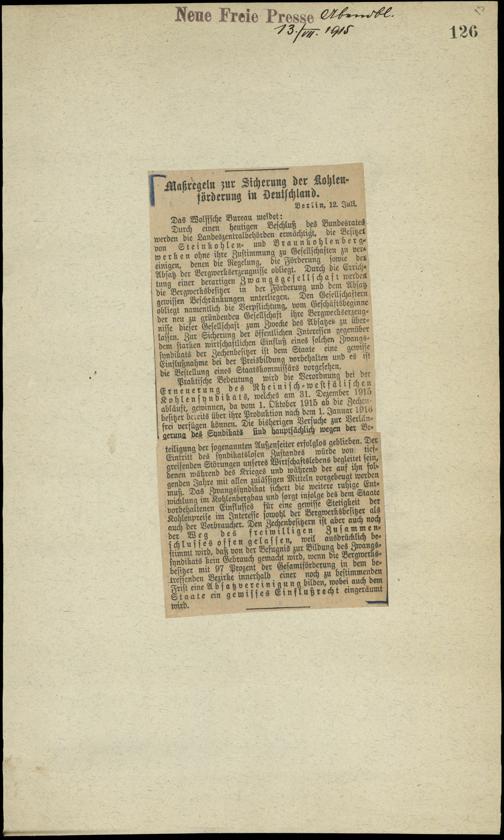 Neue Freie Presse Abendbl.
13./VII. 1915
126
Maßregeln zur Sicherung der Kohlen-
förderung in Deutschland.
Berlin, 12. Juli.
Das Wolffsche Bureau meldet:
Durch einen heutigen Beschluß des Bundesrates
werden die Landeszentralbehörden ermächtigt, die Besitzer
von Steinkohlen- und Braunkohlenberg-
werken ohne ihre Zustimmung zu Gesellschaften zu ver-
einigen, denen die Regelung, die Förderung sowie der
Absatz der Bergwerkserzeugnisse obliegt. Durch die Errich-
tung einer derartigen Zwangsgesellschaft werden
die Bergwerksbesitzer in der Förderung und dem Absatz
gewissen Beschränkungen unterliegen. Den Gesellschaftern
obliegt namentlich die Verpflichtung, vom Geschäftsbeginne
der neu zu gründenden Gesellschaft ihre Bergwerkserzeug-
nisse dieser Gesellschaft zum Zwecke des Absatzes zu über-
lassen. Zur Sicherung der öffentlichen Interessen gegenüber
dem starken wirtschaftlichen Einfluß eines solchen Zwangs-
syndikats der Zechenbesitzer ist dem Staate eine gewisse
Einflußnahme bei der Preisbildung vorbehalten und es ist
die Bestellung eines Staatskommissärs vorgesehen.
Praktische Bedeutung wird die Verordnung bei der
Erneuerung des Rheinisch-westfälischen
Kohlensyndikats, welches am 31. Dezember 1915
abläuft, gewinnen, da vom 1. Oktober 1915 ab die Zechen-
besitzer bereits über ihre Produktion nach dem 1. Januar 1916
frei verfügen können. Die bisherigen Versuche zur Verlän-
gerung des Syndikats sind hauptsächlich wegen der Be-
teiligung der sogenannten Außenseiter erfolglos geblieben. Der
Eintritt des syndikatslosen Zustandes würde von tief-
greifenden Störungen unseres Wirtschaftslebens begleitet sein,
denen während des Krieges und während der auf ihn fol-
genden Jahre mit allen zulässigen Mitteln vorgebeugt werden
muß. Das Zwangssyndikat sichert die weitere ruhige Ent-
wicklung im Kohlenbergbau und sorgt infolge des dem Staate
vorbehaltenen Einflusses für eine gewisse Stetigkeit der
Kohlenpreise im Interesse sowohl der Bergwerksbesitzer als
auch der Verbraucher. Den Zechenbesitzern ist aber auch noch
der Weg des freiwilligen Zusammen-
schlusses offen gelassen, weil ausdrücklich be-
stimmt wird, daß von der Befugnis zur Bildung des Zwangs-
syndikats kein Gebrauch gemacht wird, wenn die Bergwerks-
besitzer mit 97 Prozent der Gesamtförderung in dem be-
treffenden Bezirke innerhalb einer noch zu bestimmenden
Frist eine Absatzvereinigung bilden, wobei auch dem
Staate ein gewisses Einflußrecht eingeräumt
wird.